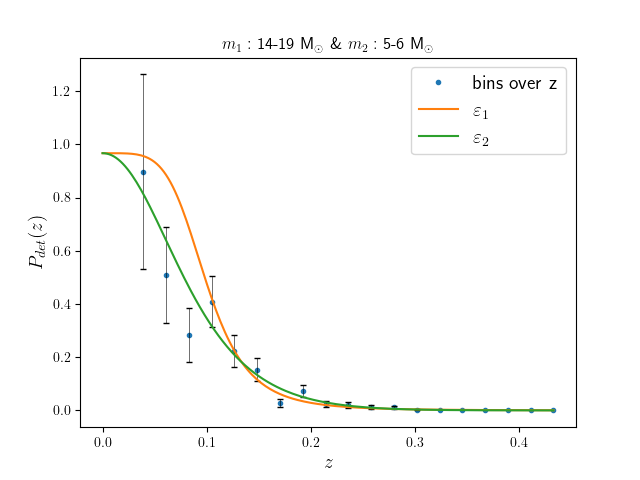 m₁ : 14-19 M⊙ & m₂ : 5-6 M⊙
bins over z
ε₁
ε₂
P_det(z)
1.2
1.0
0.8
0.6
0.4
0.2
0.0
0.0 0.1 0.2 0.3 0.4
z